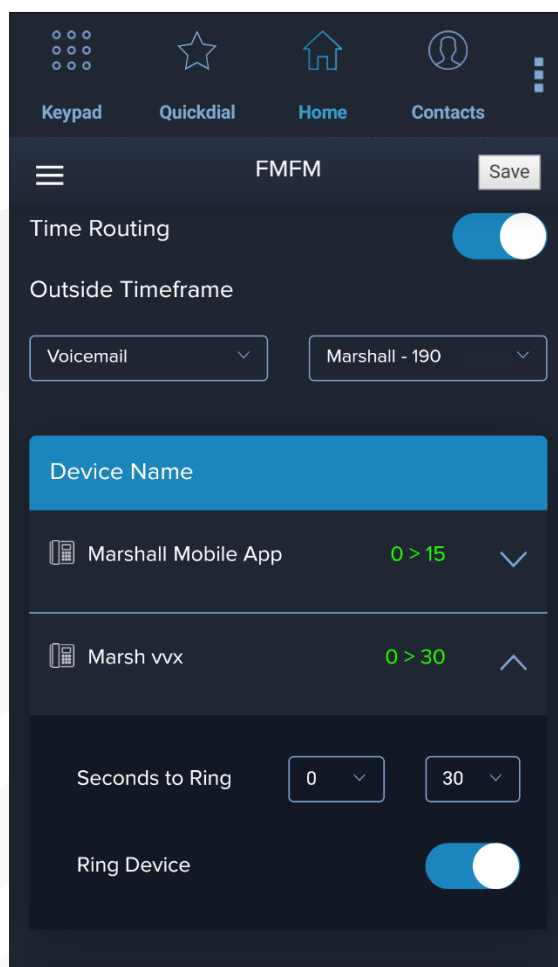 Keypad Quickdial Home Contacts
FMFM Save
Time Routing
Outside Timeframe
Voicemail Marshall - 190
Device Name
Marshall Mobile App 0 > 15
Marsh vvx 0 > 30
Seconds to Ring 0 30
Ring Device